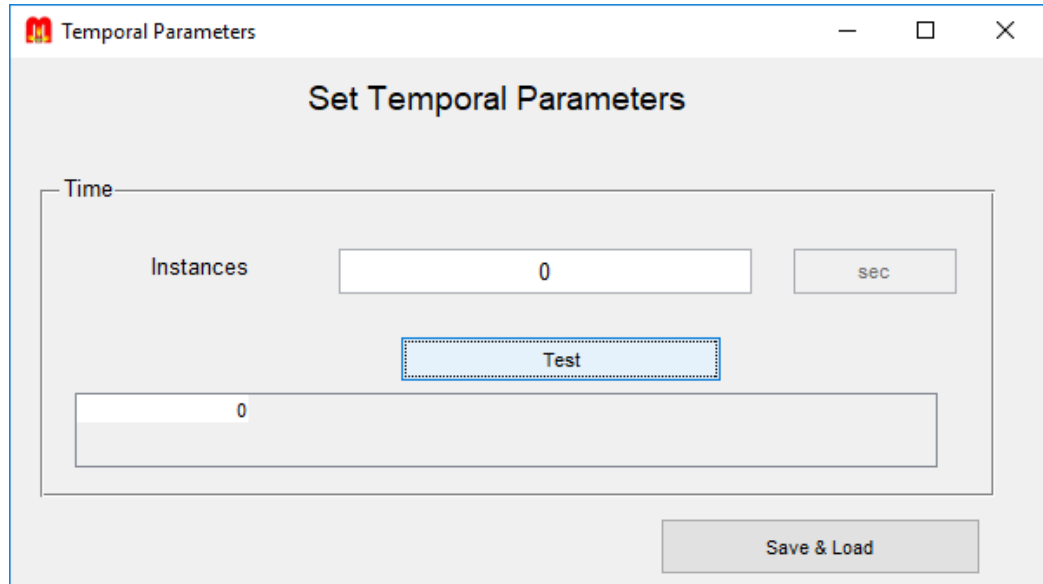 Temporal Parameters
Set Temporal Parameters
Time
Instances 0 sec
Test
0
Save & Load